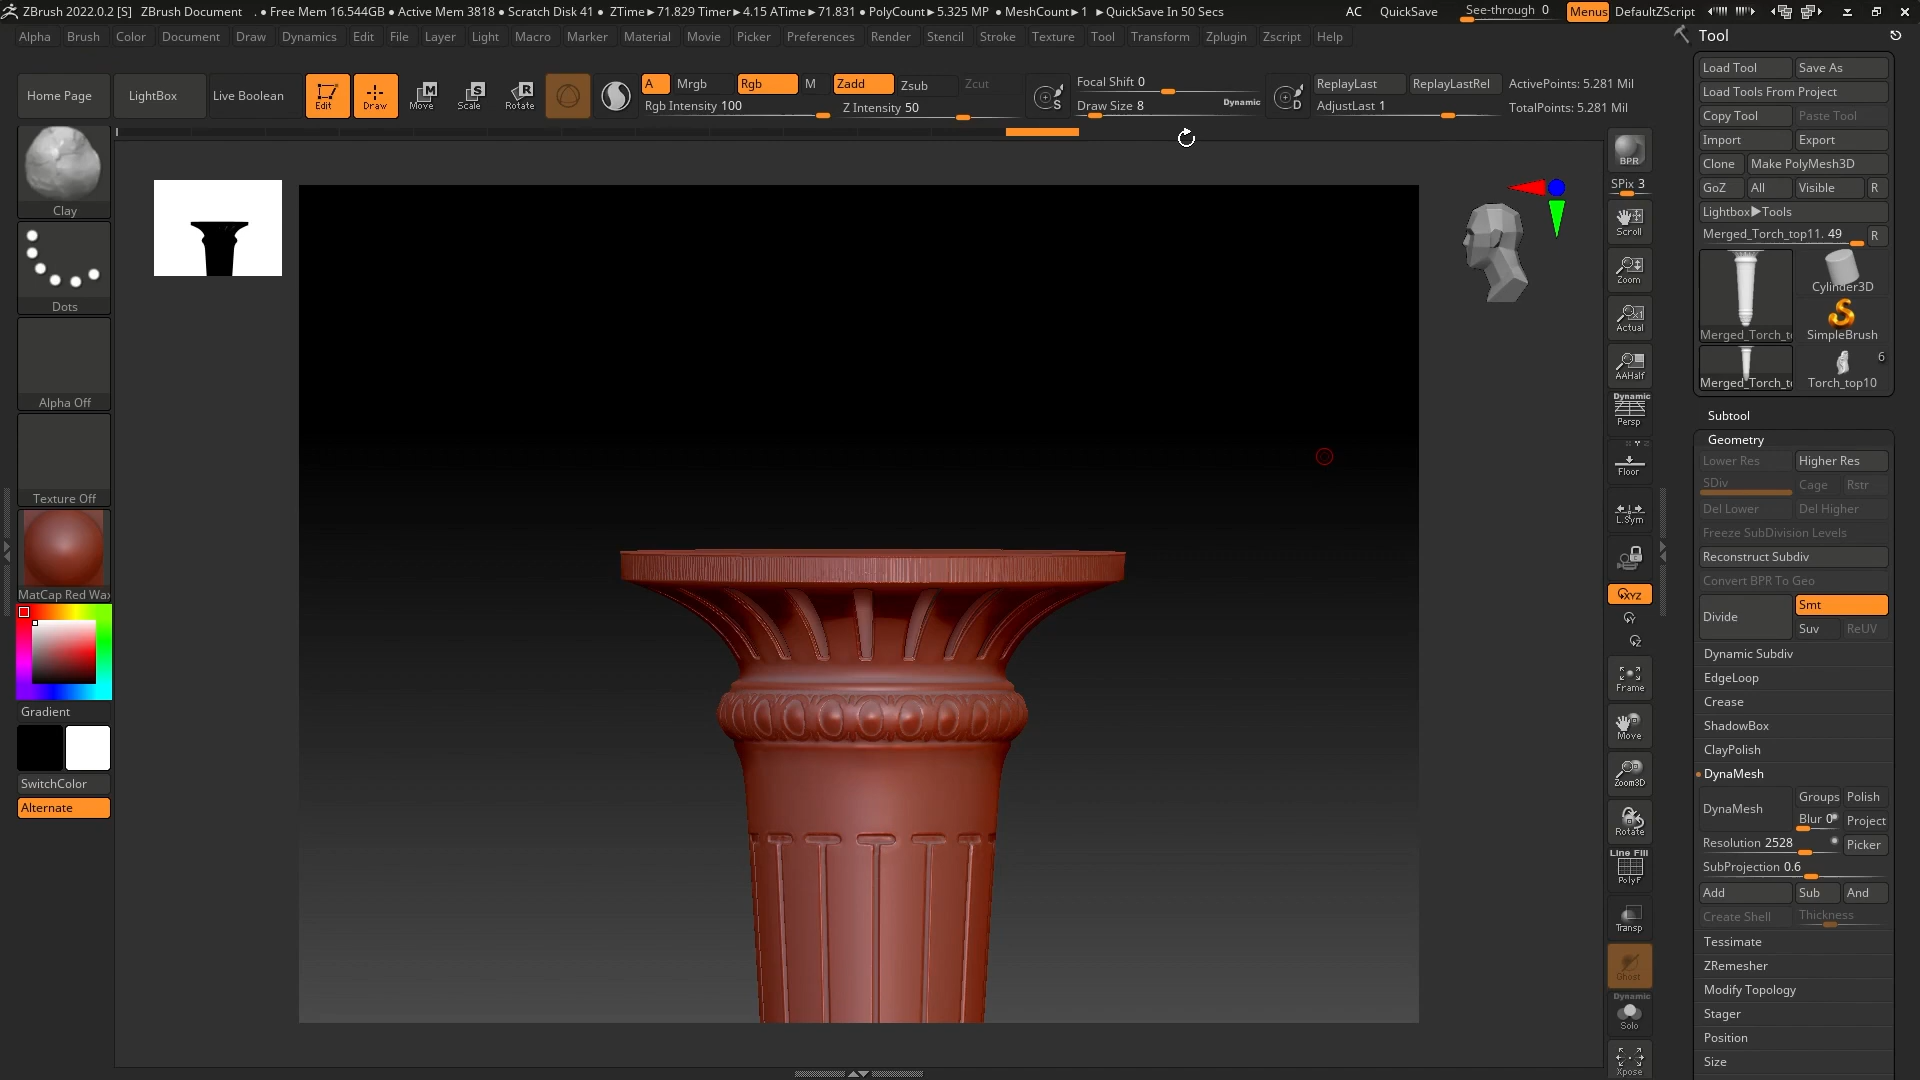 ZBrush 2022.0.2 [S] ZBrush Document . ● Free Mem 16.544GB ● Active Mem 3818 ● Scratch Disk 41 ● ZTime►71.829 Timer►4.15 ATime►71.831 ● PolyCount►5.325 MP ● MeshCount►1 ►QuickSave In 50 Secs AC QuickSave See-through 0 Menus DefaultZScript
Alpha Brush Color Document Draw Dynamics Edit File Layer Light Macro Marker Material Movie Picker Preferences Render Stencil Stroke Texture Tool Transform Zplugin Zscript Help
Home Page LightBox Live Boolean Edit Draw Move Scale Rotate
M S R
A Mrgb Rgb M Zadd Zsub Zcut
Rgb Intensity 100 Z Intensity 50
S Focal Shift 0
Draw Size 8 Dynamic
D ReplayLast ReplayLastRel ActivePoints: 5.281 Mil
AdjustLast 1 TotalPoints: 5.281 Mil
Clay
Dots
Alpha Off
Texture Off
MatCap Red Wax
Gradient
SwitchColor
Alternate
BPR
SPix 3
Scroll
Zoom
Actual
AAHalf
Dynamic
Persp
Floor
L.Sym
XYZ
Y
Z
Frame
Move
Zoom3D
Rotate
Line Fill
PolyF
Transp
Ghost
Dynamic
Solo
Xpose
Tool
Load Tool Save As
Load Tools From Project
Copy Tool Paste Tool
Import Export
Clone Make PolyMesh3D
GoZ All Visible R
Lightbox►Tools
Merged_Torch_top11. 49 R
Cylinder3D
Merged_Torch_to SimpleBrush
6
Merged_Torch_to Torch_top10
Subtool
Geometry
Lower Res Higher Res
SDiv Cage Rstr
Del Lower Del Higher
Freeze SubDivision Levels
Reconstruct Subdiv
Convert BPR To Geo
Divide Smt
Suv ReUV
Dynamic Subdiv
EdgeLoop
Crease
ShadowBox
ClayPolish
DynaMesh
DynaMesh Groups Polish
Blur 0 Project
Resolution 2528 Picker
SubProjection 0.6
Add Sub And
Create Shell Thickness
Tessimate
ZRemesher
Modify Topology
Stager
Position
Size